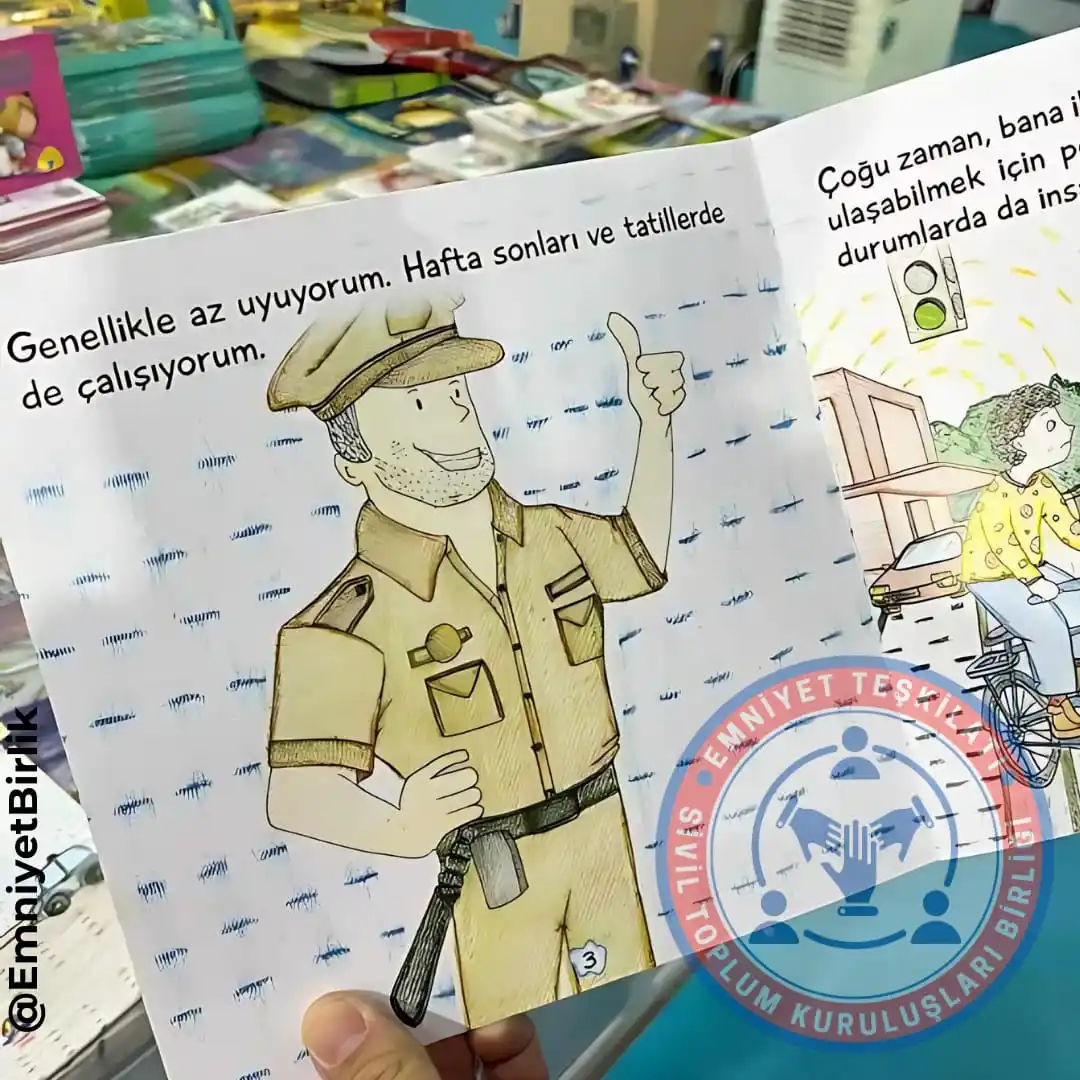 Genellikle az uyuyorum. Hafta sonları ve tatillerde
de çalışıyorum.
Çoğu zaman, bana
ulaşabilmek için
durumlarda da
3
@EmniyetBirlik
EMNİYET TEŞKİLATI
SİVİL TOPLUM KURULUŞLARI BİRLİĞİ